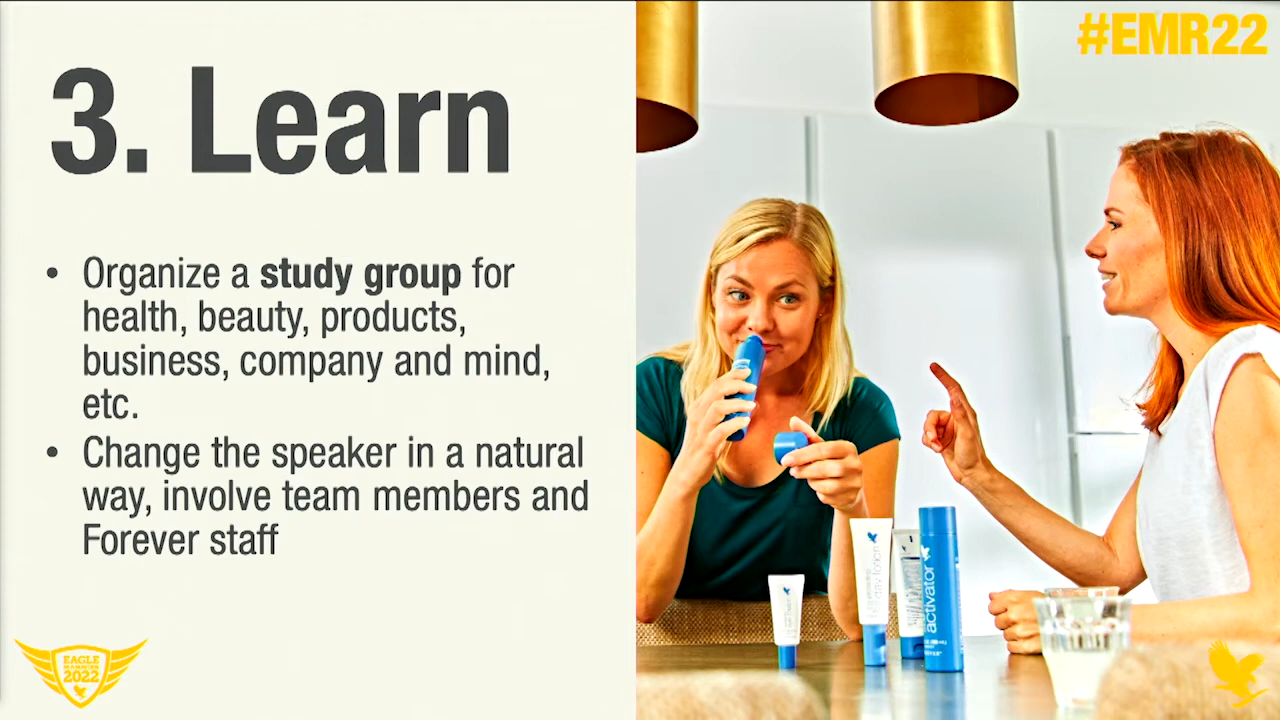 #EMR22
3. Learn
• Organize a study group for
health, beauty, products,
business, company and mind,
etc.
• Change the speaker in a natural
way, involve team members and
Forever staff
activator
EAGLE
MANAGER
2022